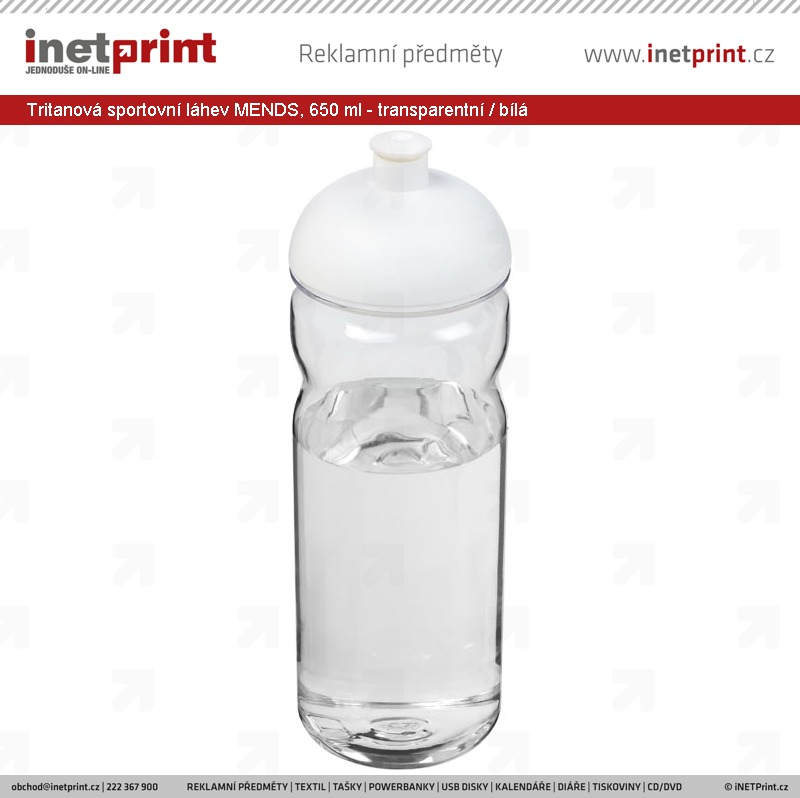 inetprint
JEDNODUŠE ON-LINE
Reklamní předměty
www.inetprint.cz
Tritanová sportovní láhev MENDS, 650 ml - transparentní / bílá
obchod@inetprint.cz | 222 367 900
REKLAMNÍ PŘEDMĚTY | TEXTIL | TAŠKY | POWERBANKY | USB DISKY | KALENDÁŘE | DIÁŘE | TISKOVINY | CD/DVD
© iNETPrint.cz